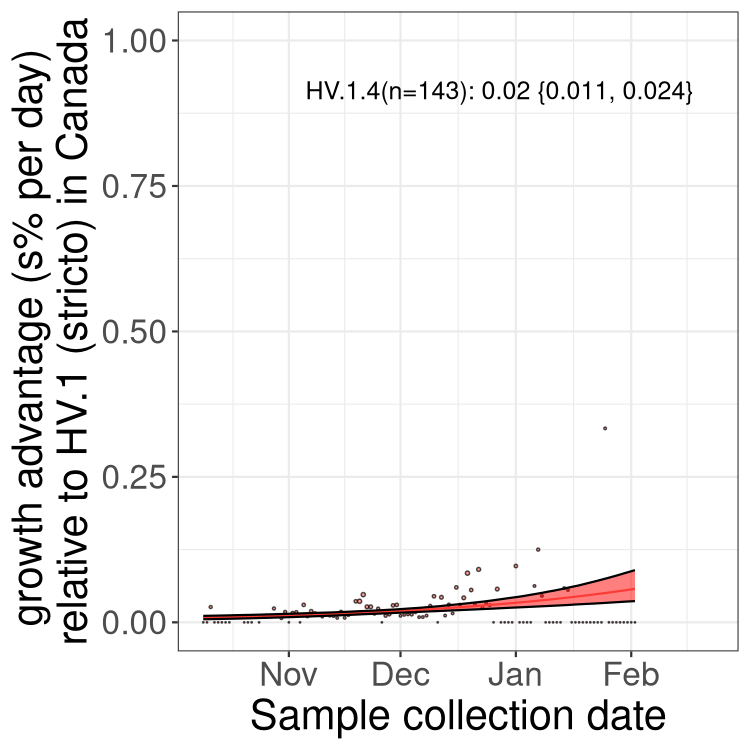 growth advantage (s% per day)
relative to HV.1 (stricto) in Canada
1.00
HV.1.4(n=143): 0.02 {0.011, 0.024}
0.75
0.50
0.25
0.00
Nov Dec Jan Feb
Sample collection date